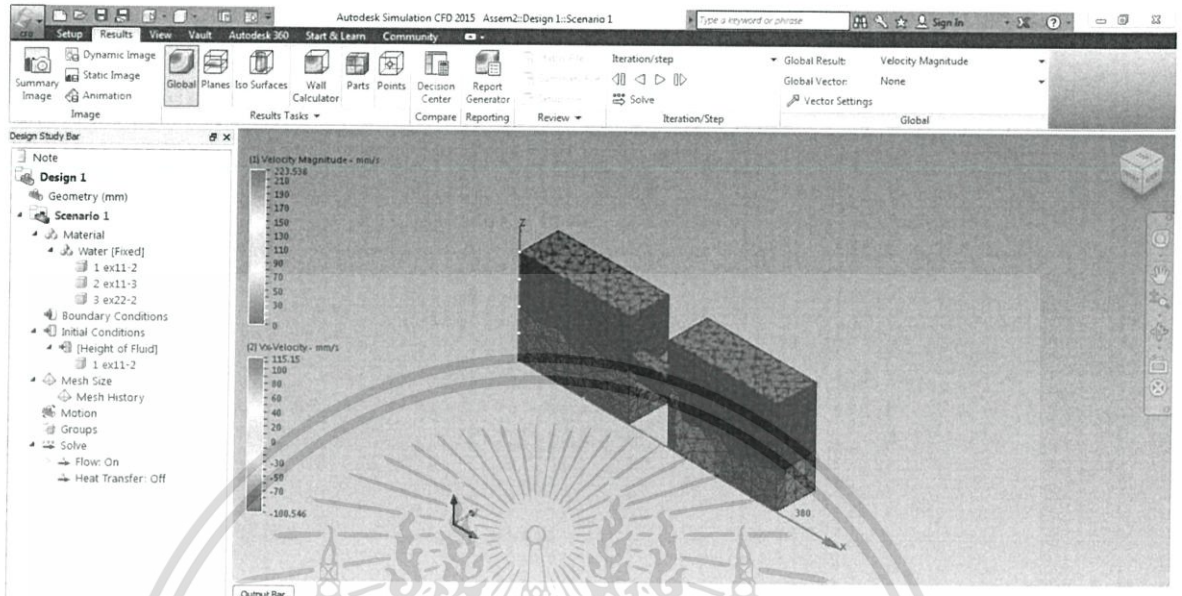 Autodesk Simulation CFD 2015 Assem2::Design 1::Scenario 1
Type a keyword or phrase
Sign In
CFD
Setup Results View Vault Autodesk 360 Start & Learn Community
Summary Image
Dynamic Image
Static Image
Animation
Image
Global Planes Iso Surfaces Wall Calculator Parts Points
Results Tasks
Decision Center
Compare
Report Generator
Reporting
Review
Iteration/step
Solve
Iteration/Step
Global Result: Velocity Magnitude
Global Vector: None
Vector Settings
Global
Design Study Bar
Note
Design 1
Geometry (mm)
Scenario 1
Material
Water [Fixed]
1 ex11-2
2 ex11-3
3 ex22-2
Boundary Conditions
Initial Conditions
[Height of Fluid]
1 ex11-2
Mesh Size
Mesh History
Motion
Groups
Solve
Flow: On
Heat Transfer: Off
(1) Velocity Magnitude - mm/s
223.536
210
190
170
150
130
110
90
70
50
30
0
(2) Vx-Velocity - mm/s
115.15
100
80
60
40
20
0
-30
-50
-70
-100.546
Z
380
X
Output Bar